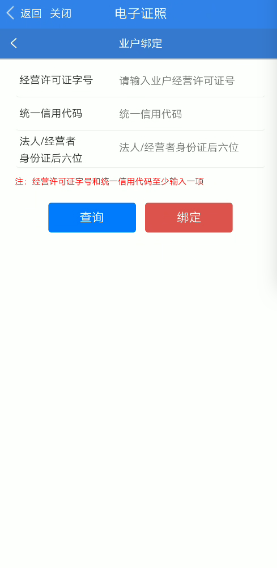 返回 关闭 电子证照
业户绑定
经营许可证字号 请输入业户经营许可证号
统一信用代码 统一信用代码
法人/经营者
身份证后六位 法人/经营者身份证后六位
注：经营许可证字号和统一信用代码至少输入一项
查询 绑定